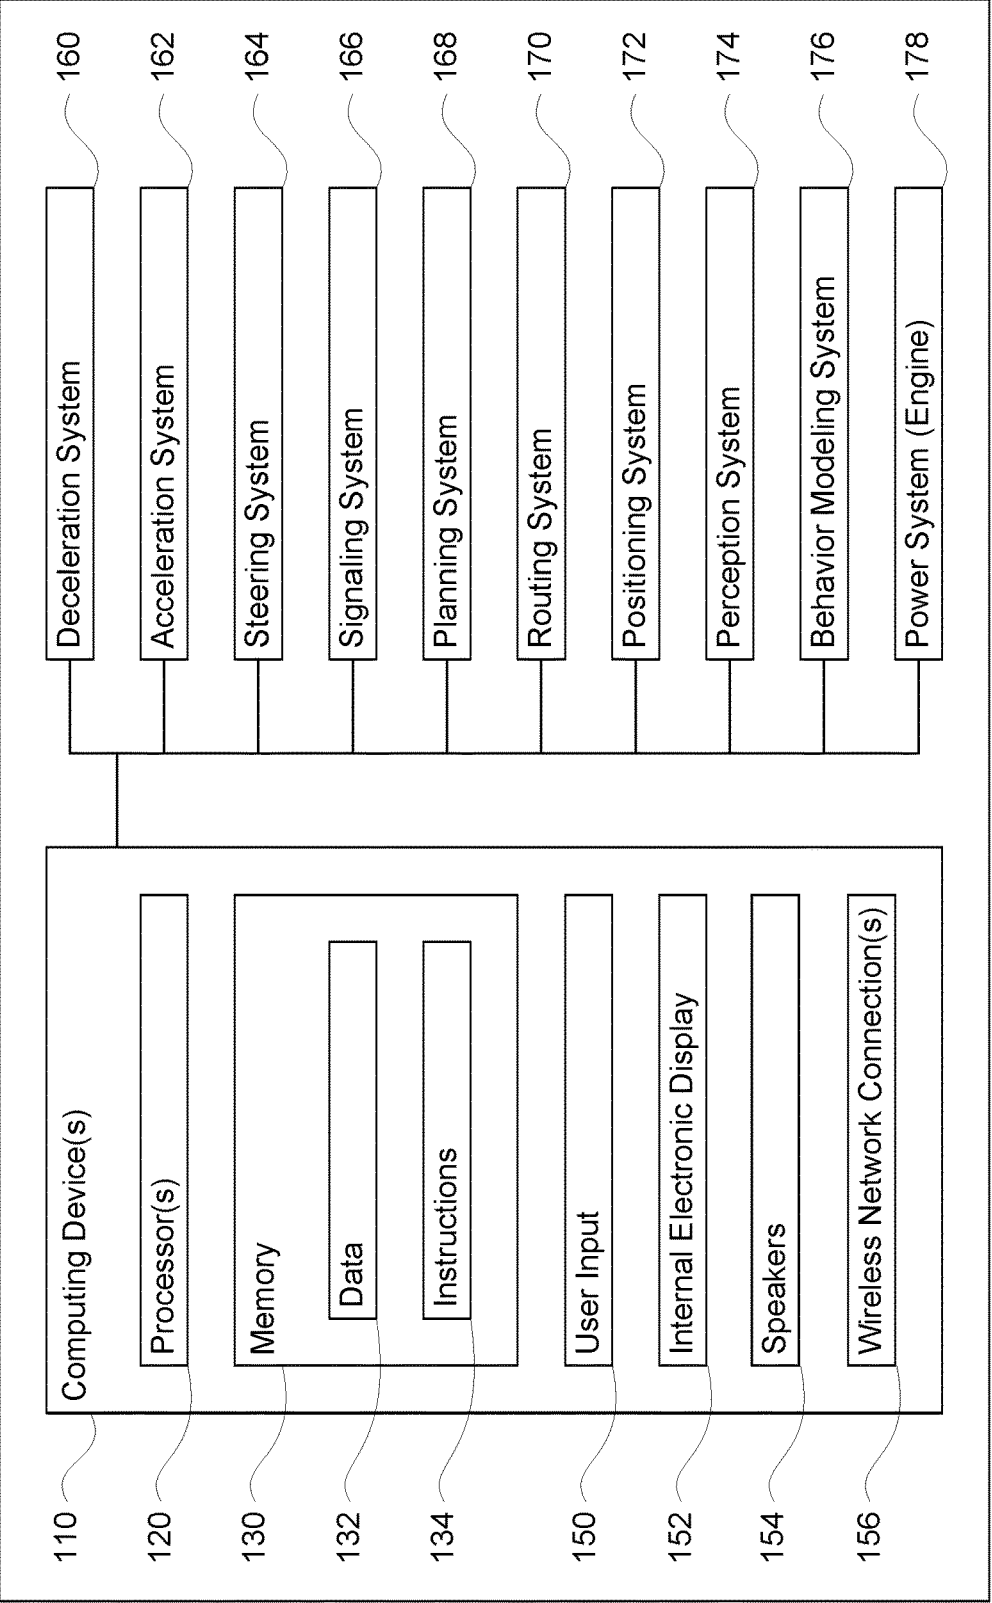 110
Computing Device(s)
120
Processor(s)
130
Memory
132
Data
134
Instructions
150
User Input
152
Internal Electronic Display
154
Speakers
156
Wireless Network Connection(s)
Deceleration System
160
Acceleration System
162
Steering System
164
Signaling System
166
Planning System
168
Routing System
170
Positioning System
172
Perception System
174
Behavior Modeling System
176
Power System (Engine)
178